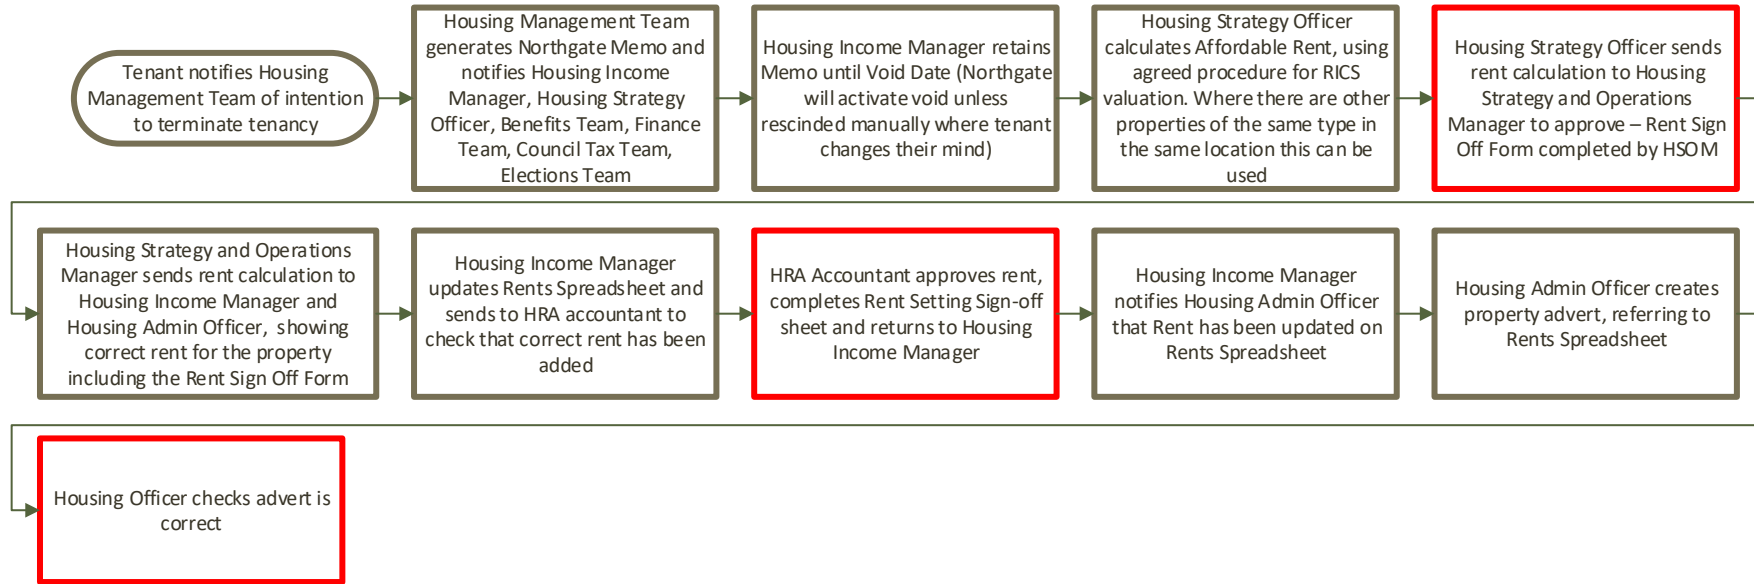 Tenant notifies Housing
Management Team of intention
to terminate tenancy
Housing Management Team
generates Northgate Memo and
notifies Housing Income
Manager, Housing Strategy
Officer, Benefits Team, Finance
Team, Council Tax Team,
Elections Team
Housing Income Manager retains
Memo until Void Date (Northgate
will activate void unless
rescinded manually where tenant
changes their mind)
Housing Strategy Officer
calculates Affordable Rent, using
agreed procedure for RICS
valuation. Where there are other
properties of the same type in
the same location this can be
used
Housing Strategy Officer sends
rent calculation to Housing
Strategy and Operations
Manager to approve – Rent Sign
Off Form completed by HSOM
Housing Strategy and Operations
Manager sends rent calculation to
Housing Income Manager and
Housing Admin Officer, showing
correct rent for the property
including the Rent Sign Off Form
Housing Income Manager
updates Rents Spreadsheet and
sends to HRA accountant to
check that correct rent has been
added
HRA Accountant approves rent,
completes Rent Setting Sign-off
sheet and returns to Housing
Income Manager
Housing Income Manager
notifies Housing Admin Officer
that Rent has been updated on
Rents Spreadsheet
Housing Admin Officer creates
property advert, referring to
Rents Spreadsheet
Housing Officer checks advert is
correct